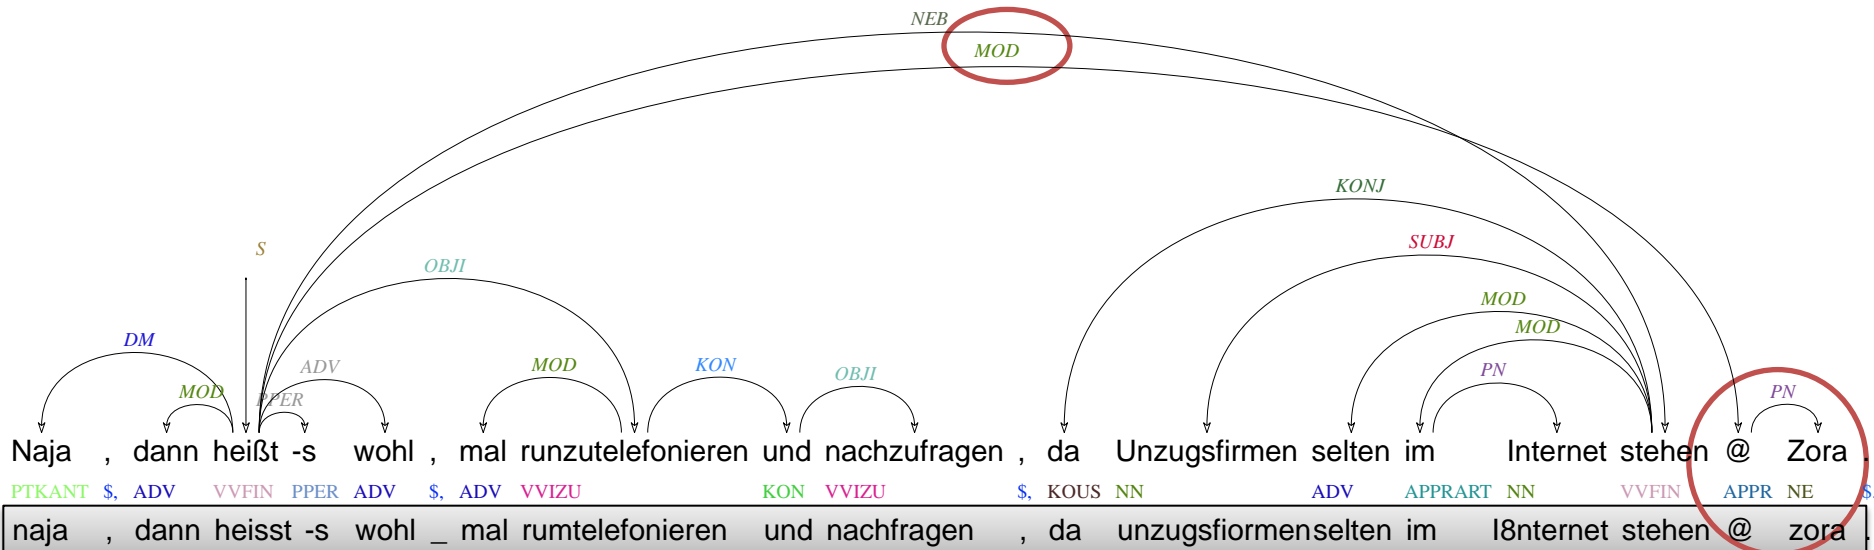 NEB
MOD
KONJ
S
SUBJ
OBJI
MOD
MOD
DM
MOD
ADV
MOD
KON
OBJI
PN
PN
PPER
Naja , dann heißt -s wohl , mal runzutelefonieren und nachzufragen , da Unzugsfirmen selten im Internet stehen @ Zora .
PTKANT $, ADV VVFIN PPER ADV $, ADV VVIZU KON VVIZU $, KOUS NN ADV APPRART NN VVFIN APPR NE $.
naja , dann heisst -s wohl _ mal rumtelefonieren und nachfragen , da unzugsfiormen selten im I8nternet stehen @ zora .